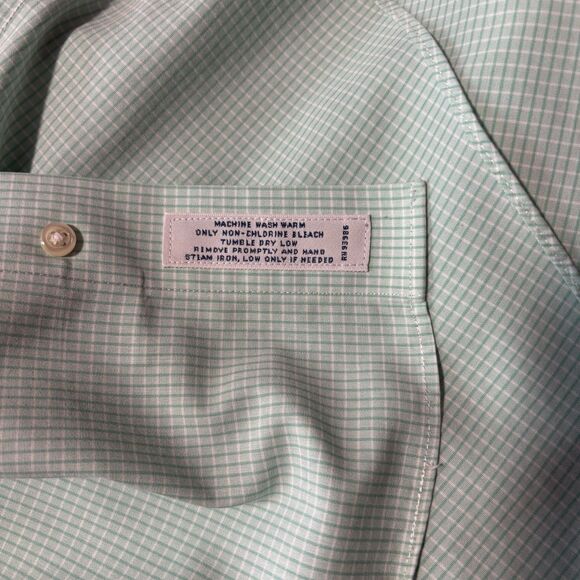 MACHINE WASH WARM
ONLY NON-CHLORINE BLEACH
TUMBLE DRY LOW
REMOVE PROMPTLY AND HAND
STEAM IRON, LOW ONLY IF NEEDED
RN93986